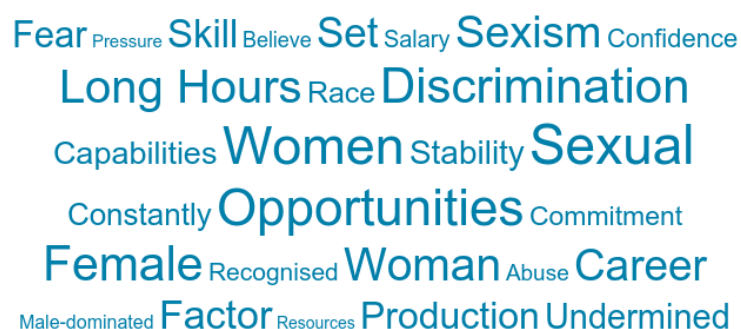 Fear Pressure Skill Believe Set Salary Sexism Confidence
Long Hours Race Discrimination
Capabilities Women Stability Sexual
Constantly Opportunities Commitment
Female Recognised Woman Abuse Career
Male-dominated Factor Resources Production Undermined